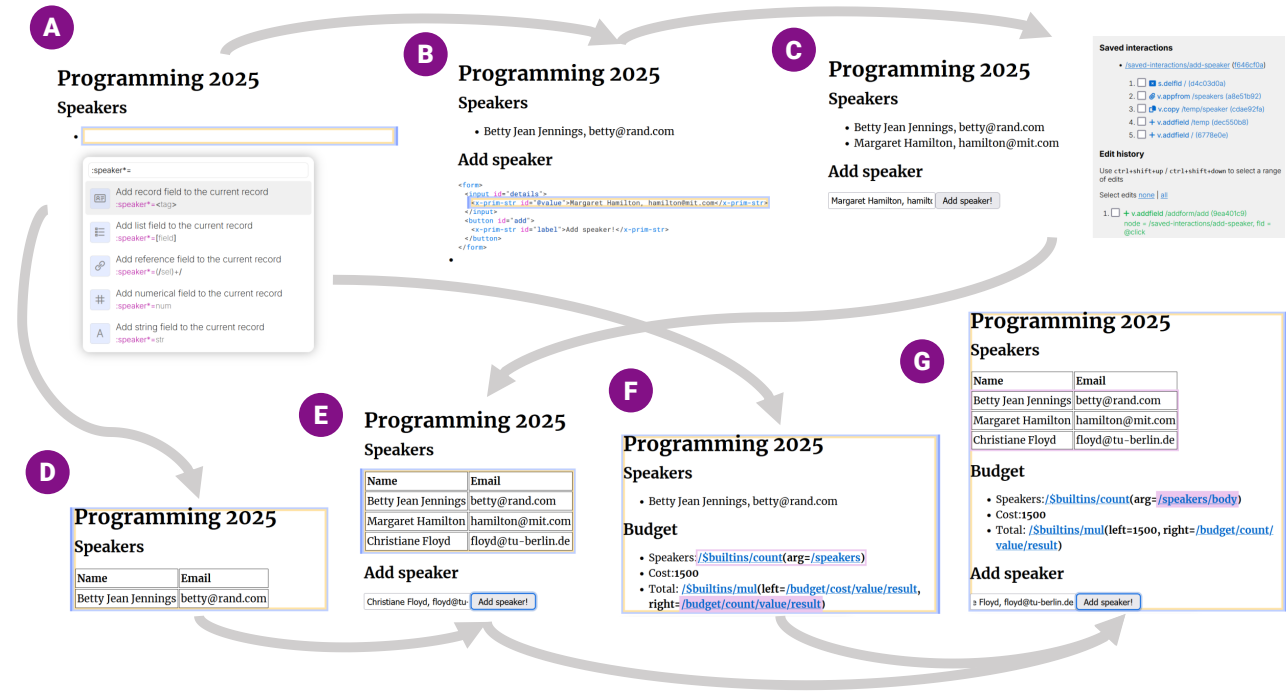 A
Programming 2025
Speakers
:speaker*=
Add record field to the current record
:speaker*=<tag>
Add list field to the current record
:speaker*=[field]
Add reference field to the current record
:speaker*=(/sel)+/
Add numerical field to the current record
:speaker*=num
A
Add string field to the current record
:speaker*=str
B
Programming 2025
Speakers
• Betty Jean Jennings, betty@rand.com
Add speaker
<form>
<input id="details">
<x-prim-str id="@value">Margaret Hamilton, hamilton@mit.com</x-prim-str>
</input>
<button id="add">
<x-prim-str id="label">Add speaker!</x-prim-str>
</button>
</form>
C
Programming 2025
Speakers
• Betty Jean Jennings, betty@rand.com
• Margaret Hamilton, hamilton@mit.com
Add speaker
Margaret Hamilton, hamilt Add speaker!
Saved interactions
• /saved-interactions/add-speaker (f646cf0a)
1. s.delfld / (d4c03d0a)
2. v.appfrom /speakers (a8e51b92)
3. v.copy /temp/speaker (cdae92fa)
4. + v.addfield /temp (dec550b8)
5. + v.addfield / (6778e0e)
Edit history
Use ctrl+shift+up / ctrl+shift+down to select a range
of edits
Select edits none | all
1. + v.addfield /addform/add (9ea401c9)
node = /saved-interactions/add-speaker, fld =
@click
D
Programming 2025
Speakers
Name Email
Betty Jean Jennings betty@rand.com
E
Programming 2025
Speakers
Name Email
Betty Jean Jennings betty@rand.com
Margaret Hamilton hamilton@mit.com
Christiane Floyd floyd@tu-berlin.de
Add speaker
Christiane Floyd, floyd@tu- Add speaker!
F
Programming 2025
Speakers
• Betty Jean Jennings, betty@rand.com
Budget
• Speakers:/$builtins/count(arg=/speakers)
• Cost:1500
• Total: /$builtins/mul(left=/budget/cost/value/result,
right=/budget/count/value/result)
G
Programming 2025
Speakers
Name Email
Betty Jean Jennings betty@rand.com
Margaret Hamilton hamilton@mit.com
Christiane Floyd floyd@tu-berlin.de
Budget
• Speakers:/$builtins/count(arg=/speakers/body)
• Cost:1500
• Total: /$builtins/mul(left=1500, right=/budget/count/
value/result)
Add speaker
e Floyd, floyd@tu-berlin.de Add speaker!